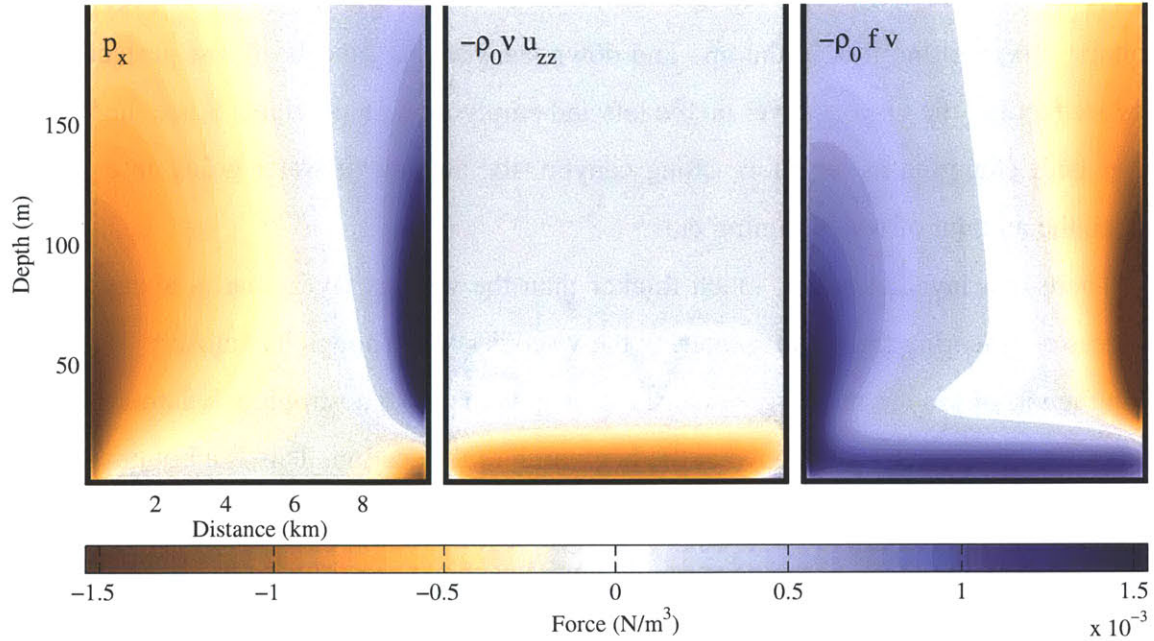 p_x
−ρ_0 ν u_zz
−ρ_0 f v
150
100
50
Depth (m)
2 4 6 8
Distance (km)
−1.5 −1 −0.5 0 0.5 1 1.5
Force (N/m^3)
x 10^−3